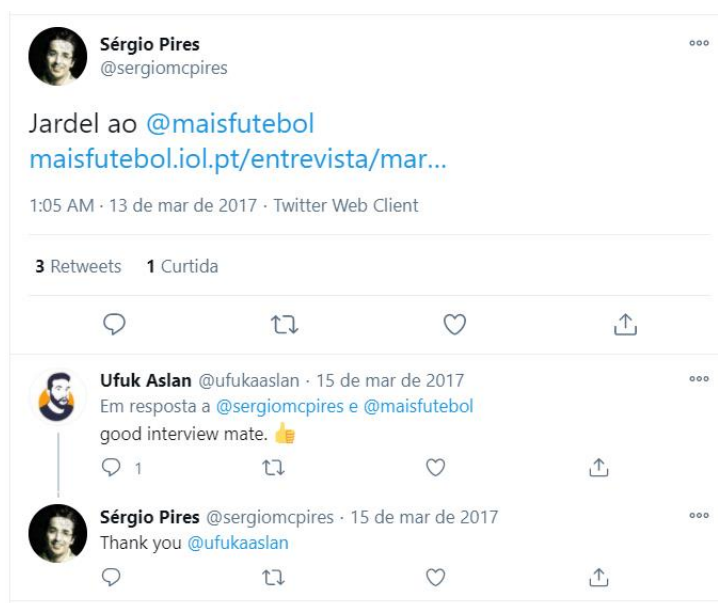 Sérgio Pires
@sergiomcpires
Jardel ao @maisfutebol
maisfutebol.iol.pt/entrevista/mar...
1:05 AM · 13 de mar de 2017 · Twitter Web Client
3 Retweets 1 Curtida
Ufuk Aslan @ufukaaslan · 15 de mar de 2017
Em resposta a @sergiomcpires e @maisfutebol
good interview mate. 👍
1
Sérgio Pires @sergiomcpires · 15 de mar de 2017
Thank you @ufukaaslan